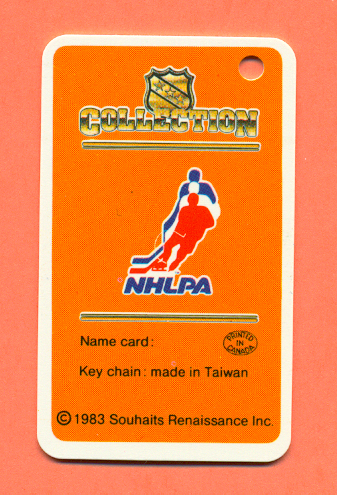 COLLECTION
NHLPA
Name card: PRINTED IN CANADA
Key chain: made in Taiwan
© 1983 Souhaits Renaissance Inc.